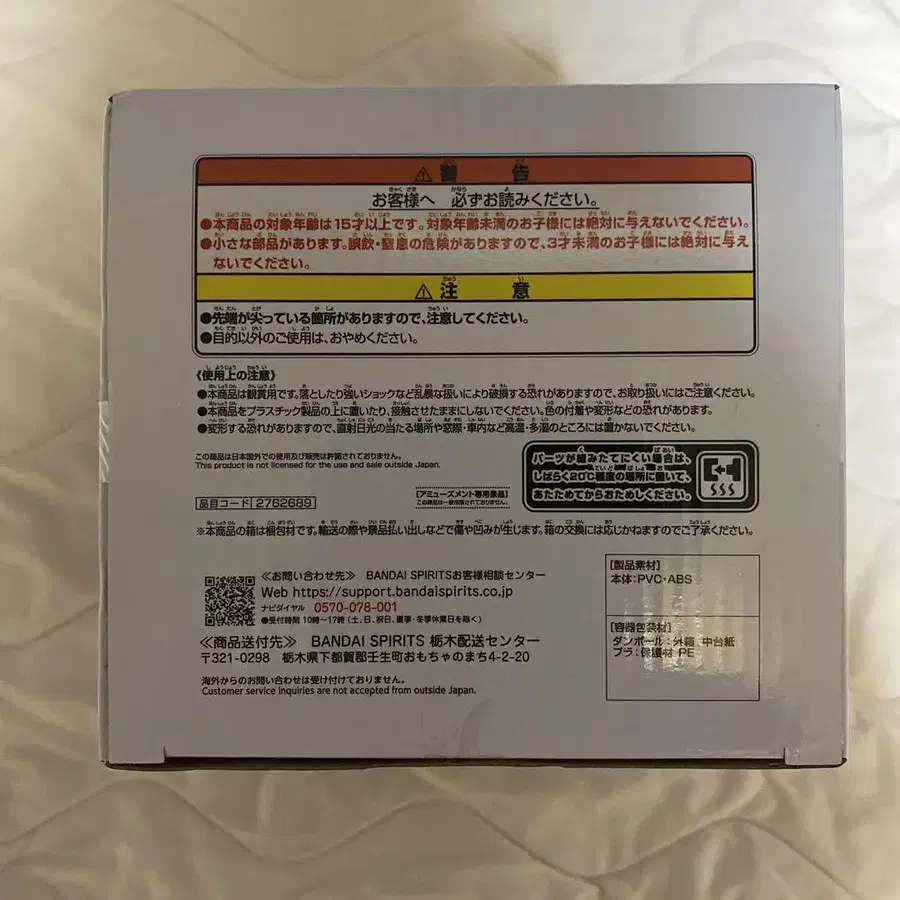 ⚠警 告
お客様へ 必ずお読みください。
●本商品の対象年齢は15才以上です。対象年齢未満のお子様には絶対に与えないでください。
●小さな部品があります。誤飲・窒息の危険がありますので、3才未満のお子様には絶対に与え
ないでください。
⚠注 意
●先端が尖っている箇所がありますので、注意してください。
●目的以外のご使用は、おやめください。
《使用上の注意》
●本商品は観賞用です。落としたり強いショックなど乱暴な扱いにより破損する恐れがありますので、お取り扱いにはご注意ください。
●本商品をプラスチック製品の上に置いたり、接触させたままにしないでください。色の付着や変形などの恐れがあります。
●変形する恐れがありますので、直射日光の当たる場所や窓際・車内など高温・多湿のところには置かないでください。
この商品は日本国外での使用及び販売は許諾されておりません。
This product is not licensed for the use and sale outside Japan.
パーツが組みたてにくい場合は、
しばらく20℃程度の場所に置いて、
あたためてからおためしください。
品目コード 2762689
[アミューズメント専用景品]
この商品は一般市販されておりません。
※本商品の箱は梱包材です。輸送の際や景品払い出しなどで傷や凹みが生じます。箱の交換には応じかねますのでご了承ください。
≪お問い合わせ先≫ BANDAI SPIRITSお客様相談センター
Web https://support.bandaispirits.co.jp
ナビダイヤル 0570-078-001
●受付時間 10時〜17時(土、日、祝日、夏季・冬季休業日を除く)
≪商品送付先≫ BANDAI SPIRITS 栃木配送センター
〒321-0298 栃木県下都賀郡壬生町おもちゃのまち4-2-20
海外からのお問い合わせは受け付けておりません。
Customer service inquiries are not accepted from outside Japan.
[製品素材]
本体:PVC・ABS
[容器包装材]
ダンボール:外箱、中台紙
プラ:保護材 PE